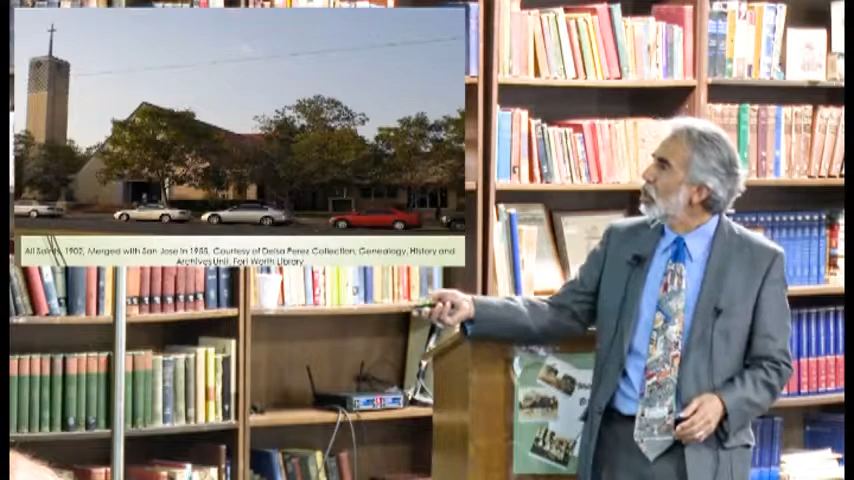 All Saints, 1902, Merged with San Jose in 1955, Courtesy of Delsa Perez Collection, Genealogy, History and
Archives Unit, Fort Worth Library